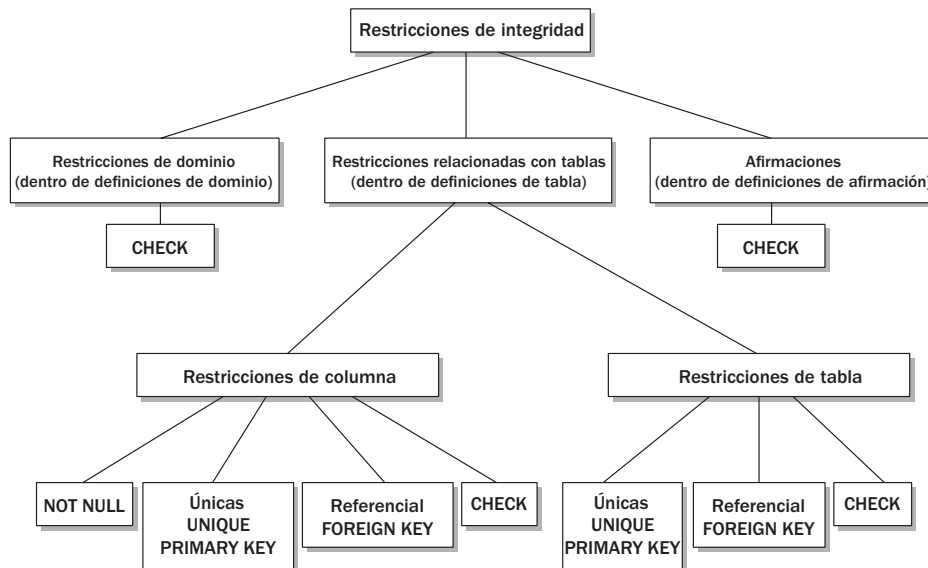 Restricciones de integridad
Restricciones de dominio
(dentro de definiciones de dominio)
Restricciones relacionadas con tablas
(dentro de definiciones de tabla)
Afirmaciones
(dentro de definiciones de afirmación)
CHECK
CHECK
Restricciones de columna
Restricciones de tabla
NOT NULL
Únicas
UNIQUE
PRIMARY KEY
Referencial
FOREIGN KEY
CHECK
Únicas
UNIQUE
PRIMARY KEY
Referencial
FOREIGN KEY
CHECK